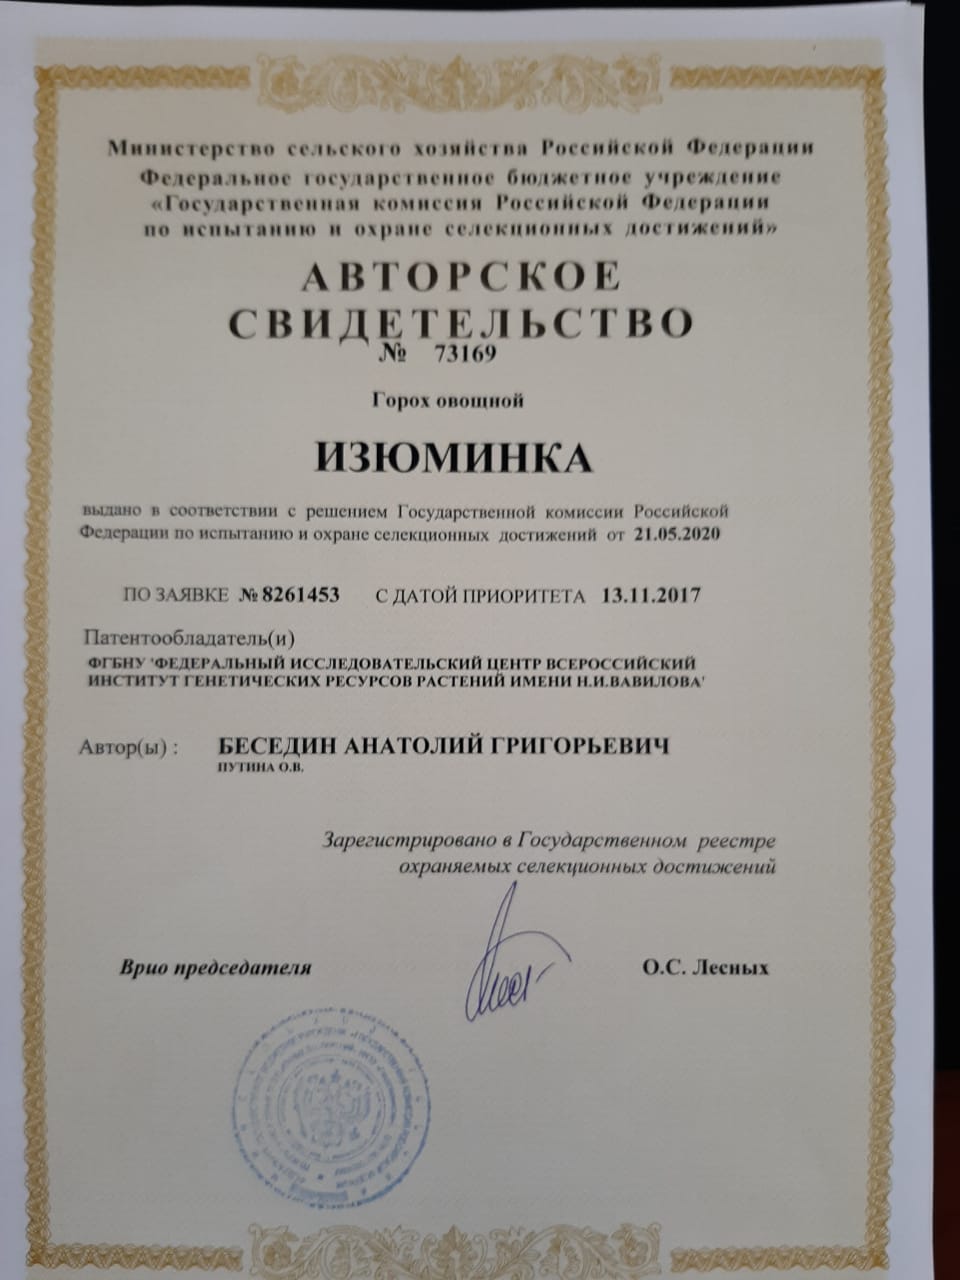 Министерство сельского хозяйства Российской Федерации
Федеральное государственное бюджетное учреждение
«Государственная комиссия Российской Федерации
по испытанию и охране селекционных достижений»
АВТОРСКОЕ
СВИДЕТЕЛЬСТВО
№ 73169
Горох овощной
ИЗЮМИНКА
выдано в соответствии с решением Государственной комиссии Российской
Федерации по испытанию и охране селекционных достижений от 21.05.2020
ПО ЗАЯВКЕ № 8261453 С ДАТОЙ ПРИОРИТЕТА 13.11.2017
Патентообладатель(и)
ФГБНУ 'ФЕДЕРАЛЬНЫЙ ИССЛЕДОВАТЕЛЬСКИЙ ЦЕНТР ВСЕРОССИЙСКИЙ
ИНСТИТУТ ГЕНЕТИЧЕСКИХ РЕСУРСОВ РАСТЕНИЙ ИМЕНИ Н.И.ВАВИЛОВА'
Автор(ы) : БЕСЕДИН АНАТОЛИЙ ГРИГОРЬЕВИЧ
ПУТИНА О.В.
Зарегистрировано в Государственном реестре
охраняемых селекционных достижений
Врио председателя О.С. Лесных